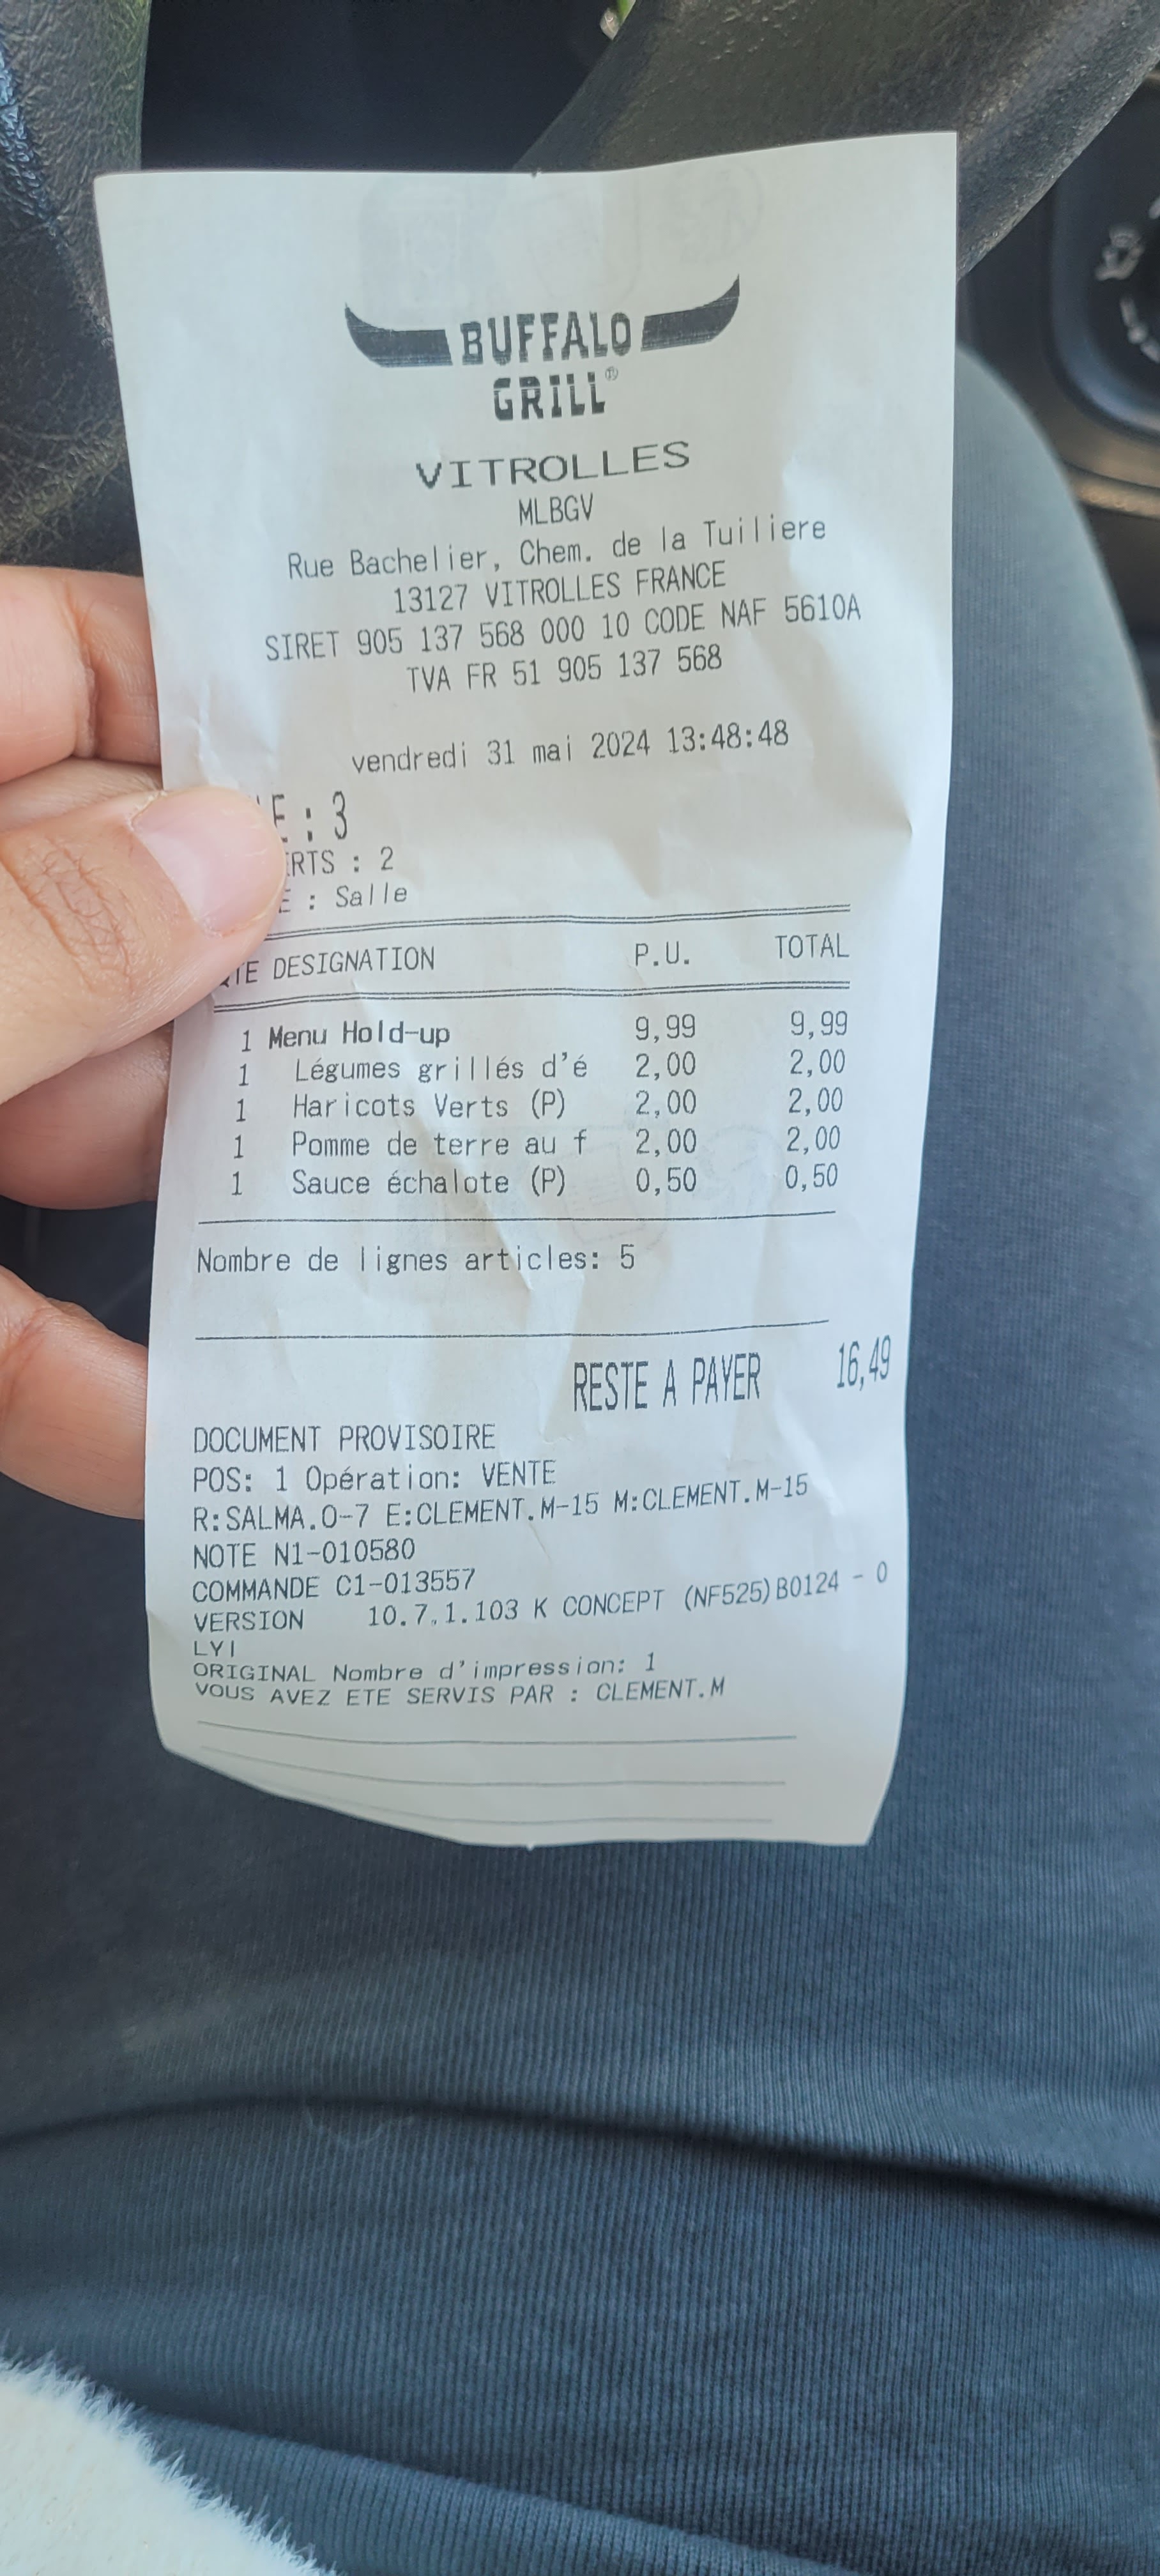 BUFFALO
GRILL®
VITROLLES
MLBGV
Rue Bachelier, Chem. de la Tuiliere
13127 VITROLLES FRANCE
SIRET 905 137 568 000 10 CODE NAF 5610A
TVA FR 51 905 137 568
vendredi 31 mai 2024 13:48:48
E : 3
ERTS : 2
E : Salle
QTE DESIGNATION P.U. TOTAL
1 Menu Hold-up 9,99 9,99
1 Légumes grillés d'é 2,00 2,00
1 Haricots Verts (P) 2,00 2,00
1 Pomme de terre au f 2,00 2,00
1 Sauce échalote (P) 0,50 0,50
Nombre de lignes articles: 5
RESTE A PAYER 16,49
DOCUMENT PROVISOIRE
POS: 1 Opération: VENTE
R:SALMA.O-7 E:CLEMENT.M-15 M:CLEMENT.M-15
NOTE N1-010580
COMMANDE C1-013557
VERSION 10.7.1.103 K CONCEPT (NF525)B0124 - 0
LYI
ORIGINAL Nombre d'impression: 1
VOUS AVEZ ETE SERVIS PAR : CLEMENT.M